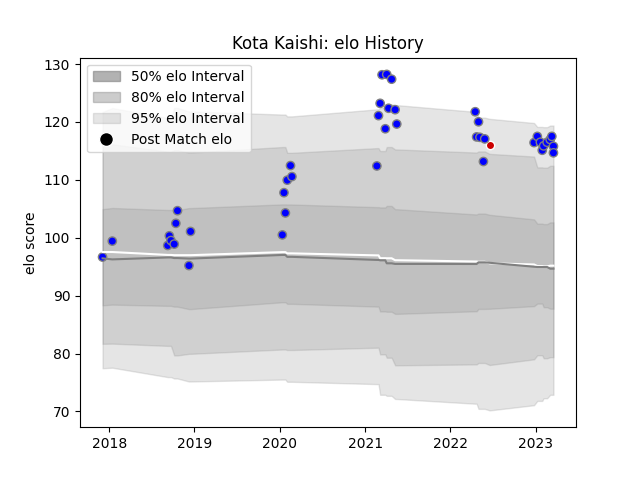 Kota Kaishi: elo History
130
120
110
100
90
80
70
elo score
50% elo Interval
80% elo Interval
95% elo Interval
Post Match elo
2018 2019 2020 2021 2022 2023